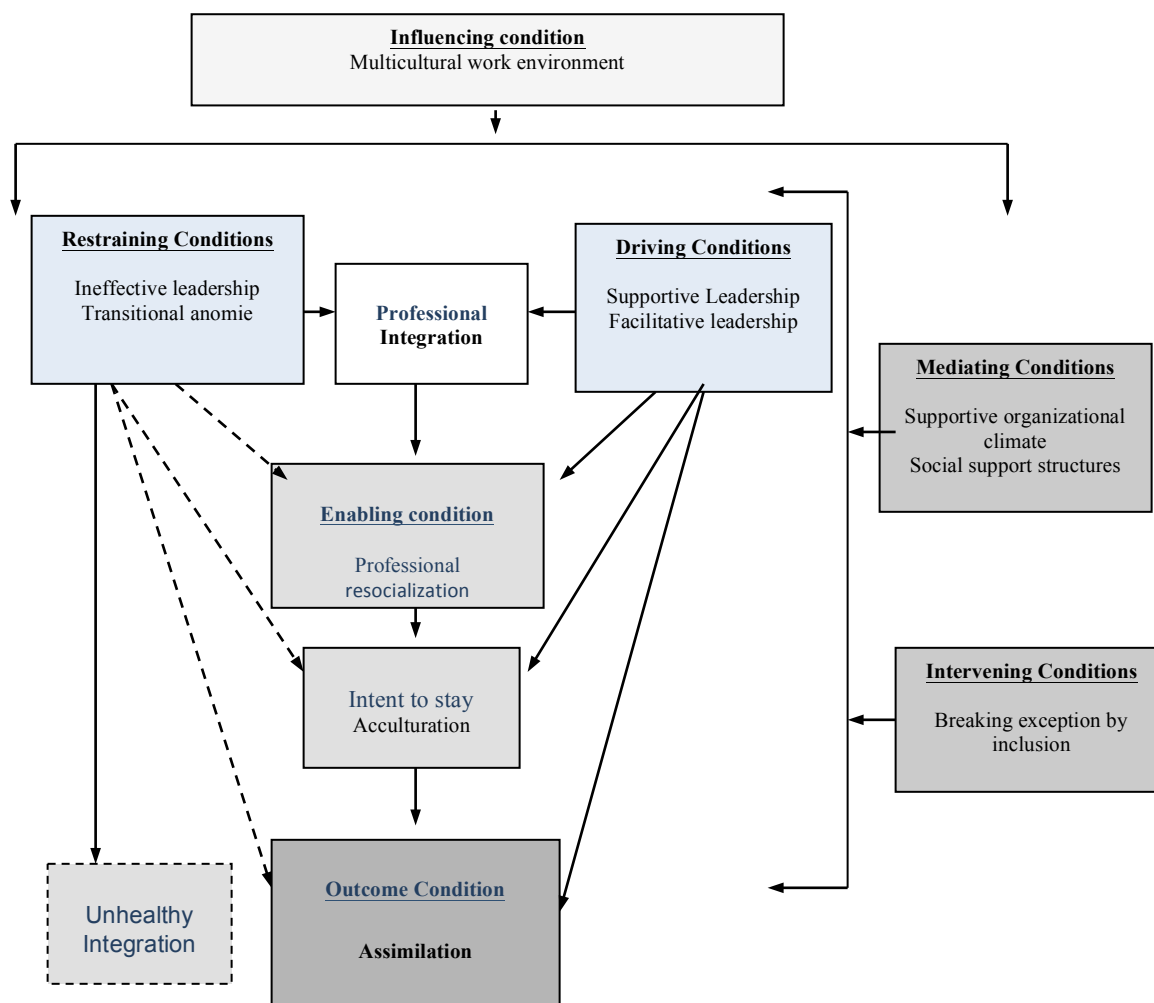 Influencing condition
Multicultural work environment
Restraining Conditions
Ineffective leadership
Transitional anomie
Professional
Integration
Driving Conditions
Supportive Leadership
Facilitative leadership
Mediating Conditions
Supportive organizational
climate
Social support structures
Enabling condition
Professional
resocialization
Intent to stay
Acculturation
Intervening Conditions
Breaking exception by
inclusion
Unhealthy
Integration
Outcome Condition
Assimilation